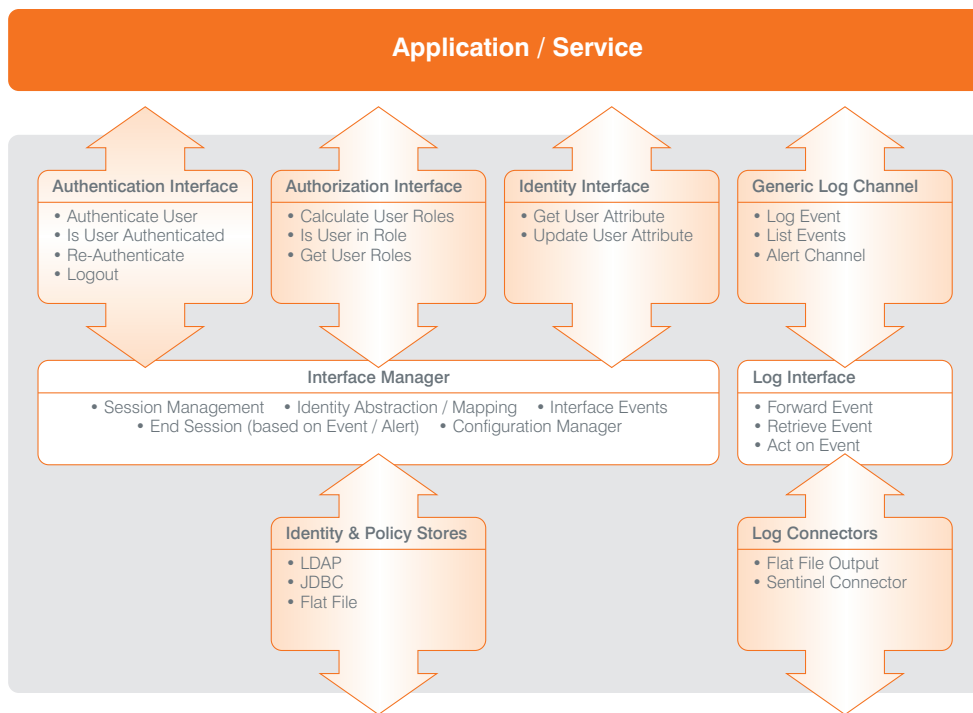 Application / Service
Authentication Interface
• Authenticate User
• Is User Authenticated
• Re-Authenticate
• Logout
Authorization Interface
• Calculate User Roles
• Is User in Role
• Get User Roles
Identity Interface
• Get User Attribute
• Update User Attribute
Generic Log Channel
• Log Event
• List Events
• Alert Channel
Interface Manager
• Session Management • Identity Abstraction / Mapping • Interface Events
• End Session (based on Event / Alert) • Configuration Manager
Log Interface
• Forward Event
• Retrieve Event
• Act on Event
Identity & Policy Stores
• LDAP
• JDBC
• Flat File
Log Connectors
• Flat File Output
• Sentinel Connector